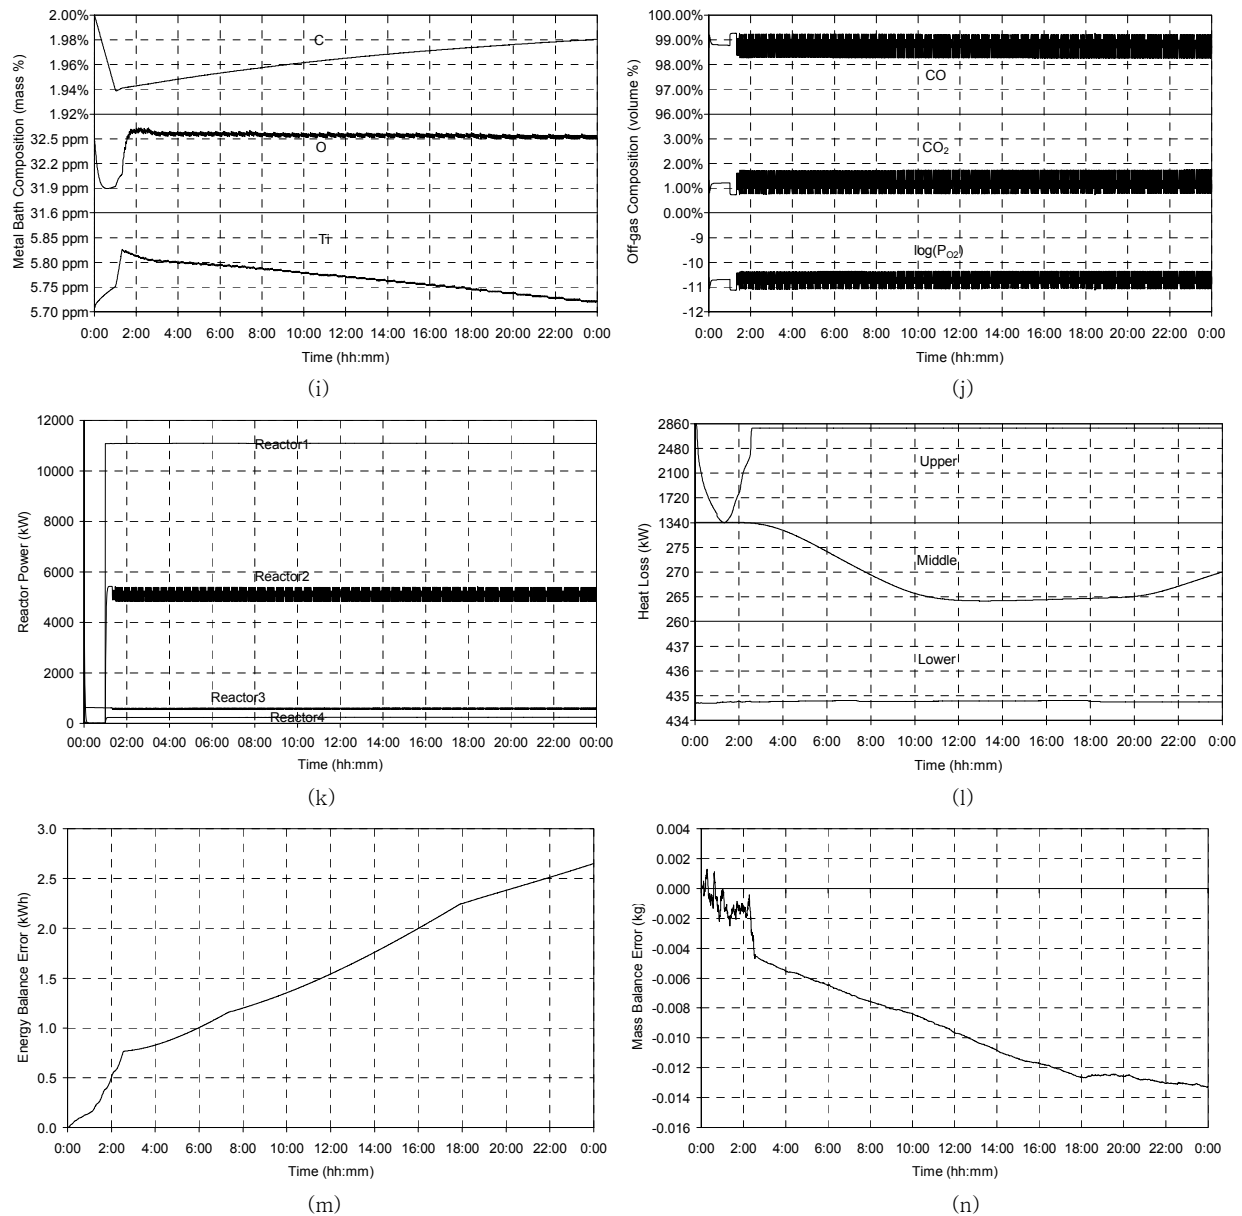 Metal Bath Composition (mass %)
2.00%
1.98%
1.96%
1.94%
1.92%
32.5 ppm
32.2 ppm
31.9 ppm
31.6 ppm
5.85 ppm
5.80 ppm
5.75 ppm
5.70 ppm
C
O
Ti
0:00 2:00 4:00 6:00 8:00 10:00 12:00 14:00 16:00 18:00 20:00 22:00 0:00
Time (hh:mm)
(i)
Off-gas Composition (volume %)
100.00%
99.00%
98.00%
97.00%
96.00%
3.00%
2.00%
1.00%
0.00%
-9
-10
-11
-12
CO
CO₂
log(P_O2)
0:00 2:00 4:00 6:00 8:00 10:00 12:00 14:00 16:00 18:00 20:00 22:00 0:00
Time (hh:mm)
(j)
Reactor Power (kW)
12000
10000
8000
6000
4000
2000
0
Reactor1
Reactor2
Reactor3
Reactor4
00:00 02:00 04:00 06:00 08:00 10:00 12:00 14:00 16:00 18:00 20:00 22:00 00:00
Time (hh:mm)
(k)
Heat Loss (kW)
2860
2480
2100
1720
1340
275
270
265
260
437
436
435
434
Upper
Middle
Lower
0:00 2:00 4:00 6:00 8:00 10:00 12:00 14:00 16:00 18:00 20:00 22:00 0:00
Time (hh:mm)
(l)
Energy Balance Error (kWh)
3.0
2.5
2.0
1.5
1.0
0.5
0.0
0:00 2:00 4:00 6:00 8:00 10:00 12:00 14:00 16:00 18:00 20:00 22:00 0:00
Time (hh:mm)
(m)
Mass Balance Error (kg)
0.004
0.002
0.000
-0.002
-0.004
-0.006
-0.008
-0.010
-0.012
-0.014
-0.016
0:00 2:00 4:00 6:00 8:00 10:00 12:00 14:00 16:00 18:00 20:00 22:00 0:00
Time (hh:mm)
(n)